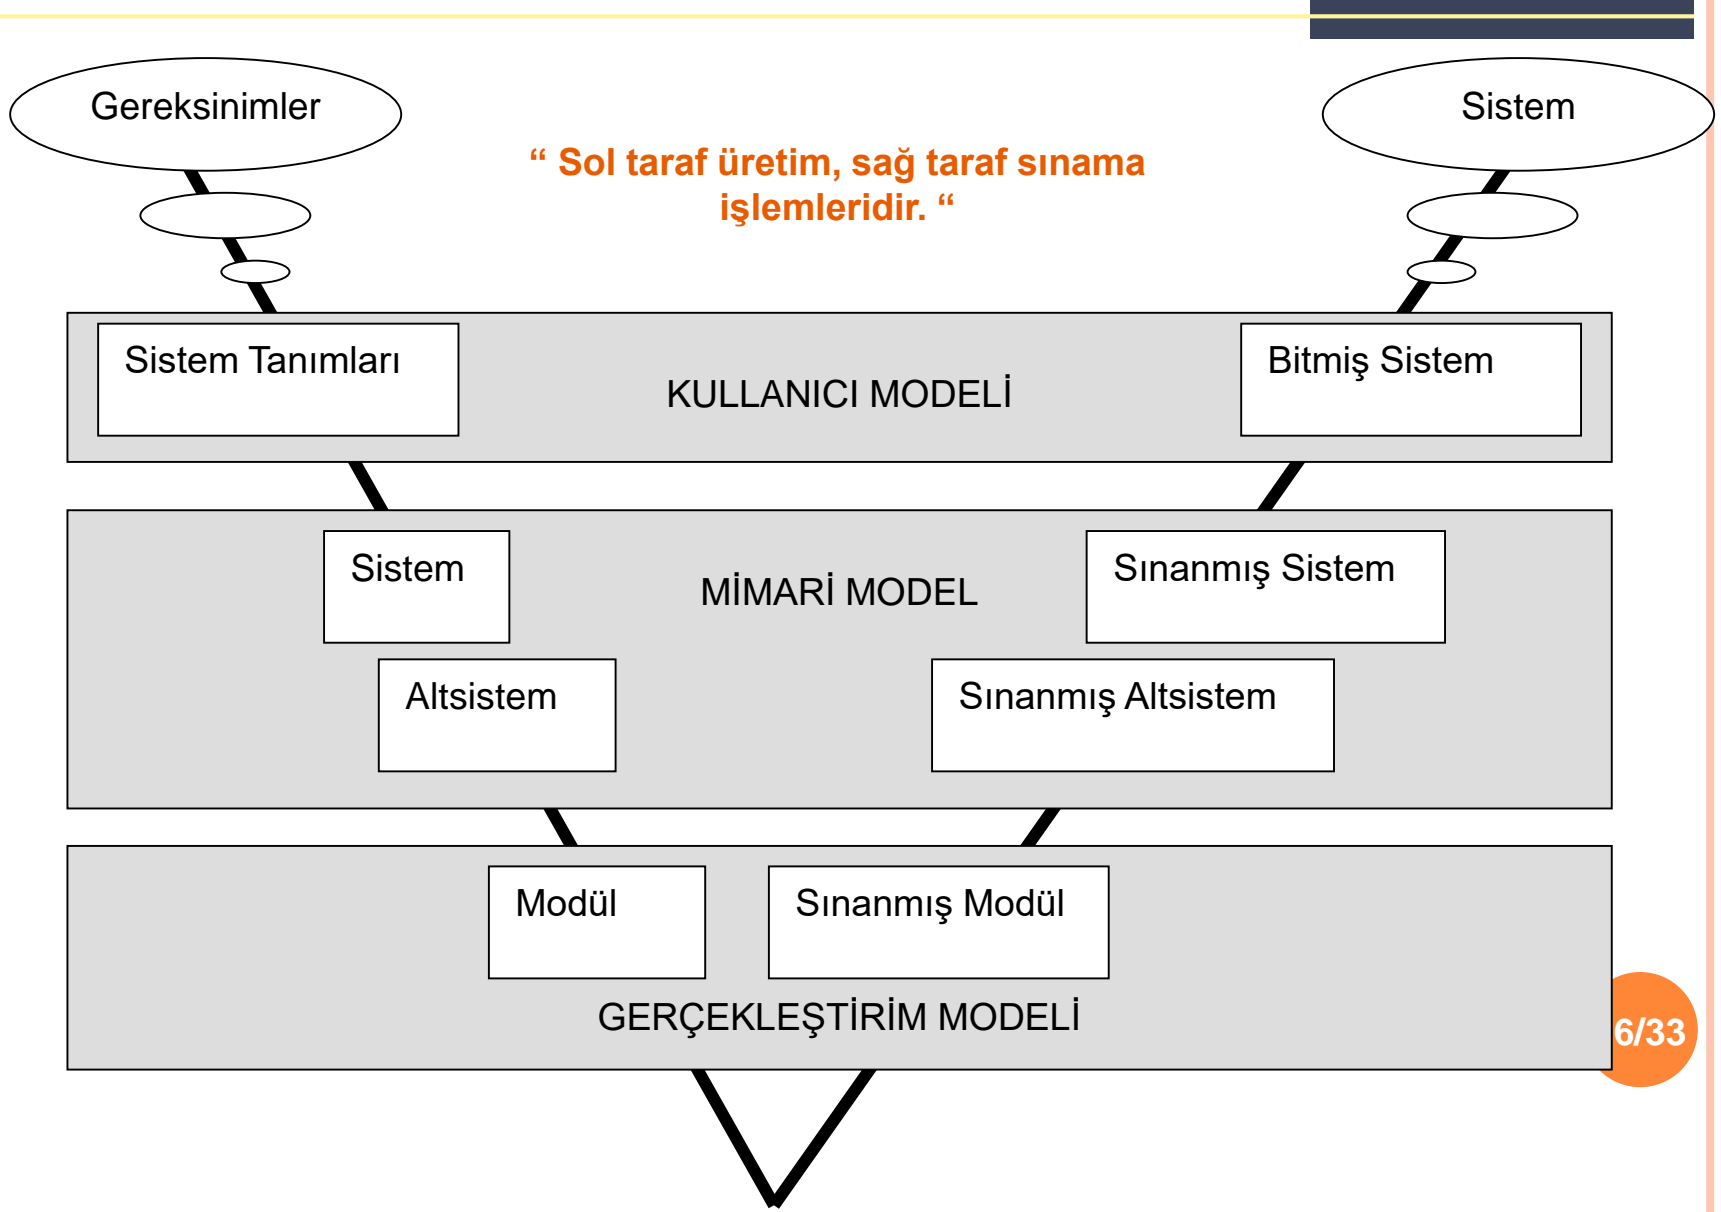 Gereksinimler
Sistem
“ Sol taraf üretim, sağ taraf sınama
işlemleridir. “
Sistem Tanımları
Bitmiş Sistem
KULLANICI MODELİ
Sistem
Sınanmış Sistem
MİMARİ MODEL
Altsistem
Sınanmış Altsistem
Modül
Sınanmış Modül
GERÇEKLEŞTİRİM MODELİ
6/33